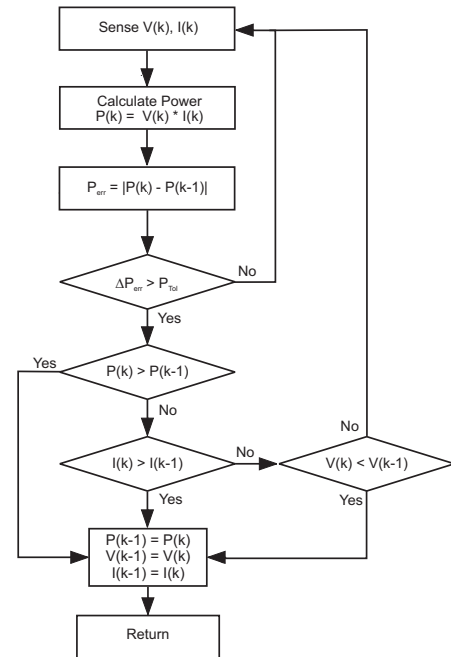 Sense V(k), I(k)
Calculate Power
P(k) = V(k) * I(k)
Perr = |P(k) - P(k-1)|
ΔPerr > PTol
No
Yes
Yes
P(k) > P(k-1)
No
I(k) > I(k-1)
No
No
V(k) < V(k-1)
Yes
Yes
P(k-1) = P(k)
V(k-1) = V(k)
I(k-1) = I(k)
Return